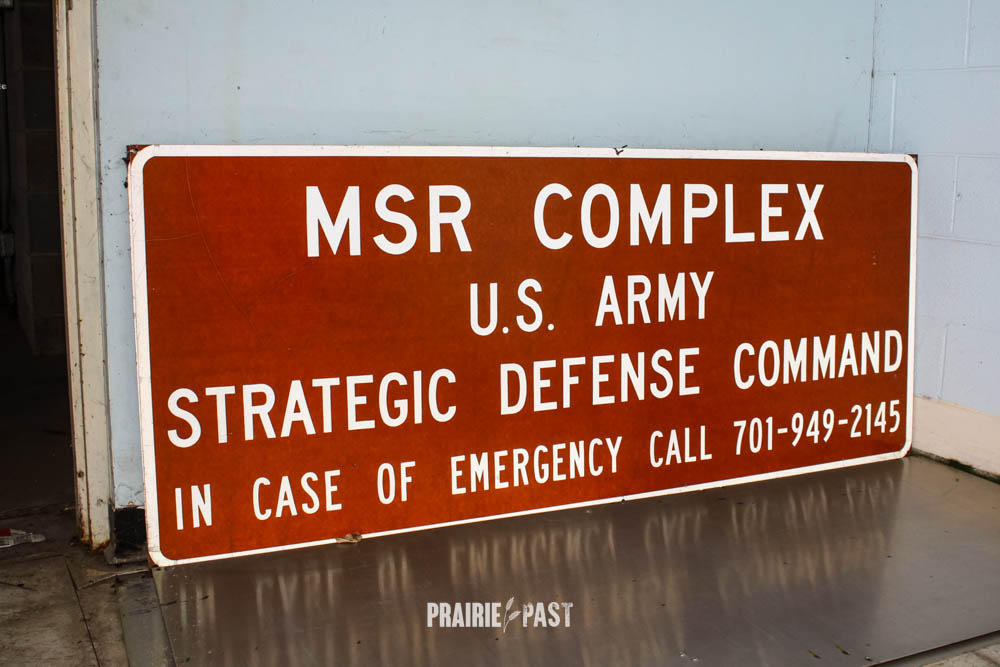 MSR COMPLEX
U.S. ARMY
STRATEGIC DEFENSE COMMAND
IN CASE OF EMERGENCY CALL 701-949-2145
PRAIRIE PAST